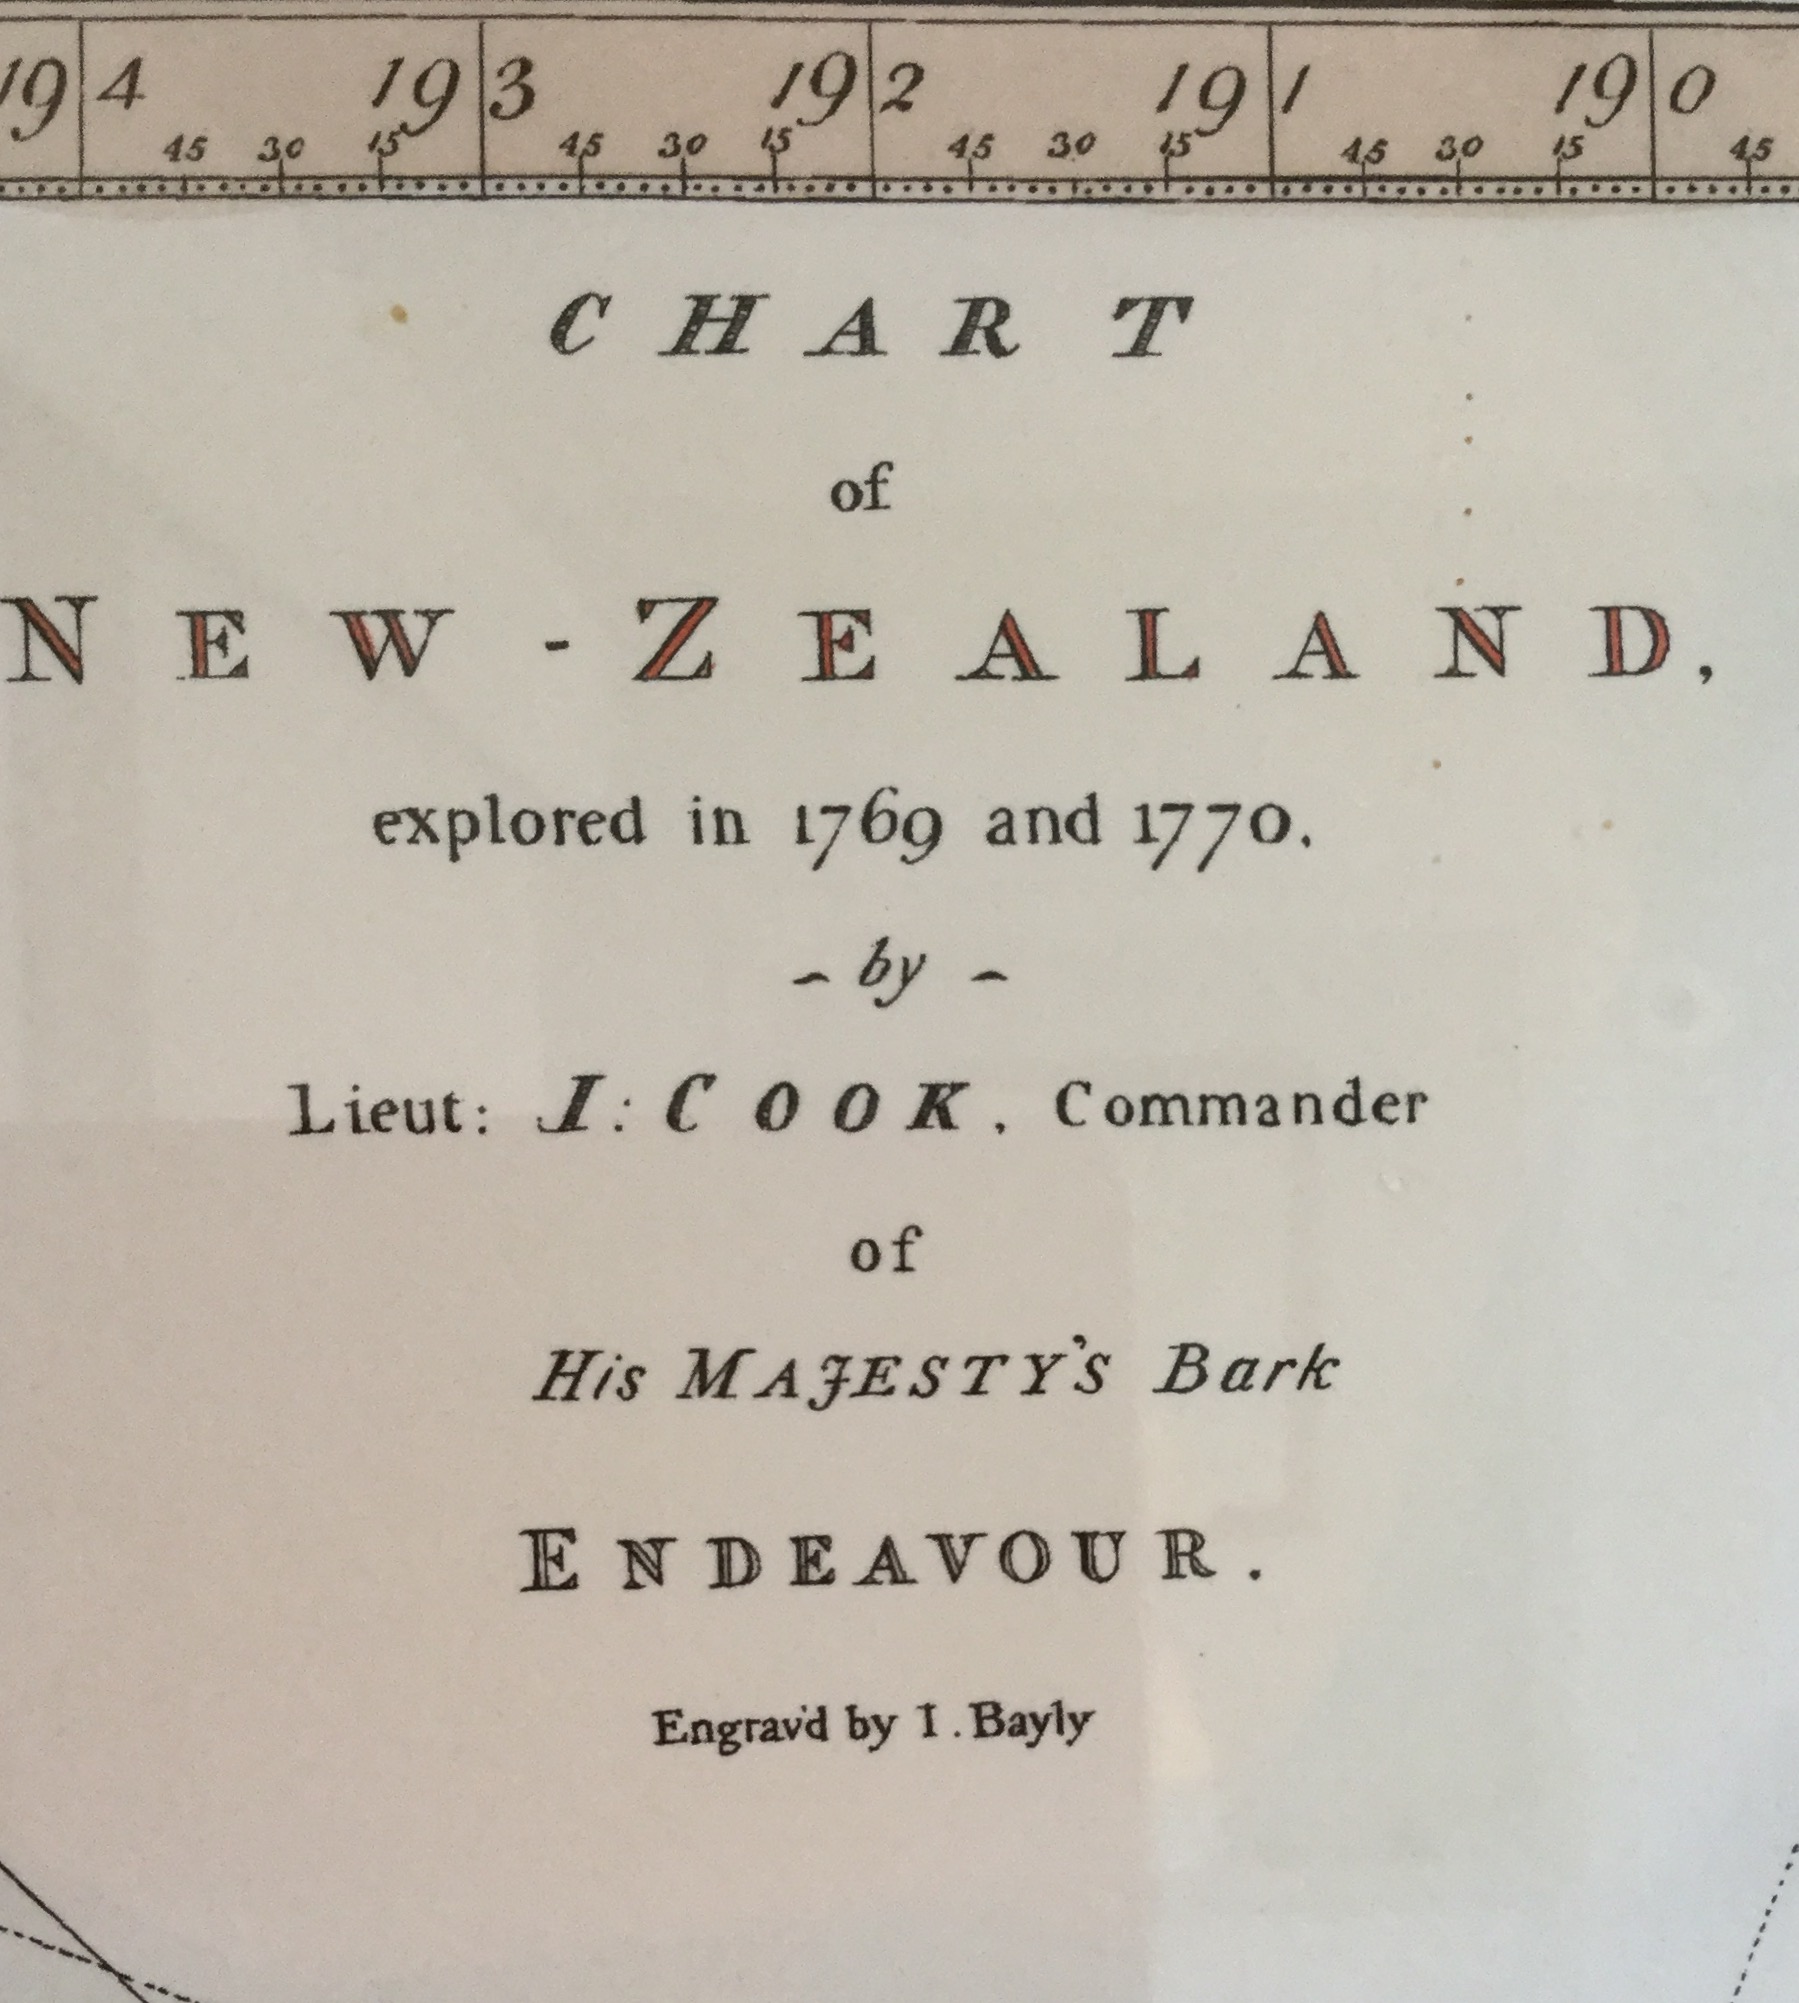 194 193 192 191 190
45 30 15 45 30 15 45 30 15 45 30 15 45
CHART
of
NEW-ZEALAND,
explored in 1769 and 1770.
~ by ~
Lieut: I: COOK, Commander
of
His MAJESTY'S Bark
ENDEAVOUR.
Engrav'd by I. Bayly